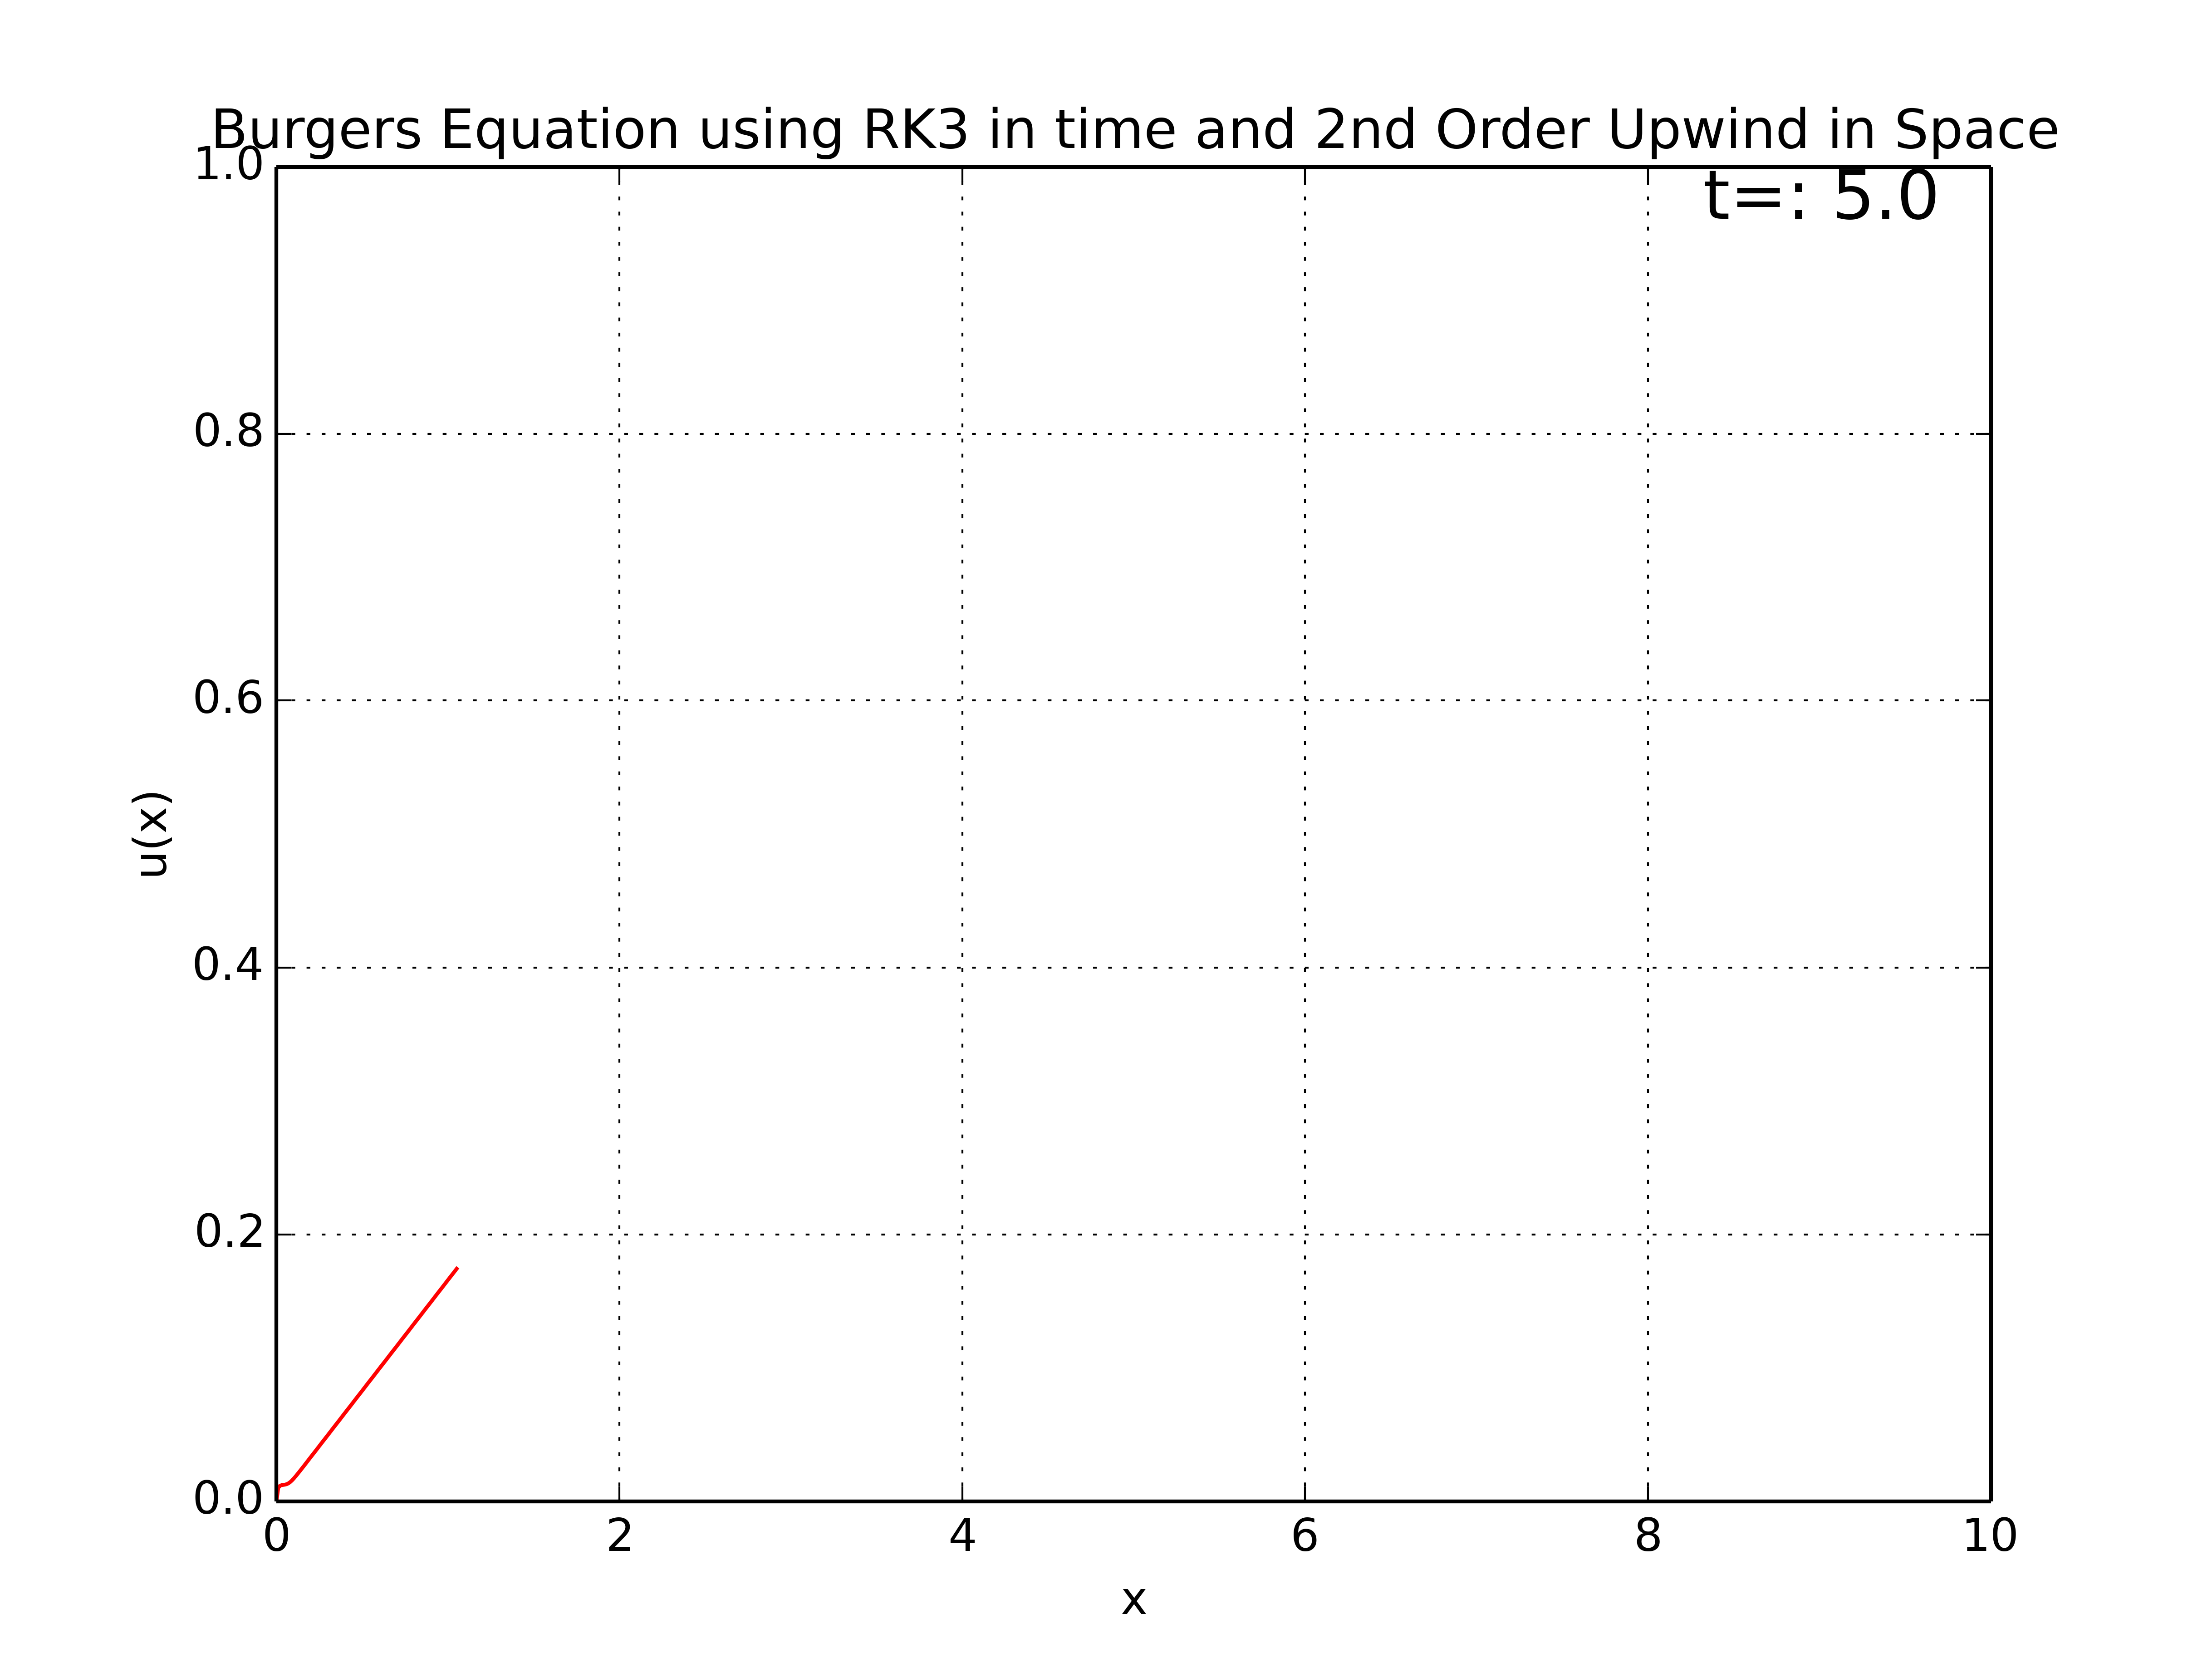 Burgers Equation using RK3 in time and 2nd Order Upwind in Space
t=: 5.0
1.0
0.8
0.6
0.4
0.2
0.0
u(x)
0 2 4 6 8 10
x